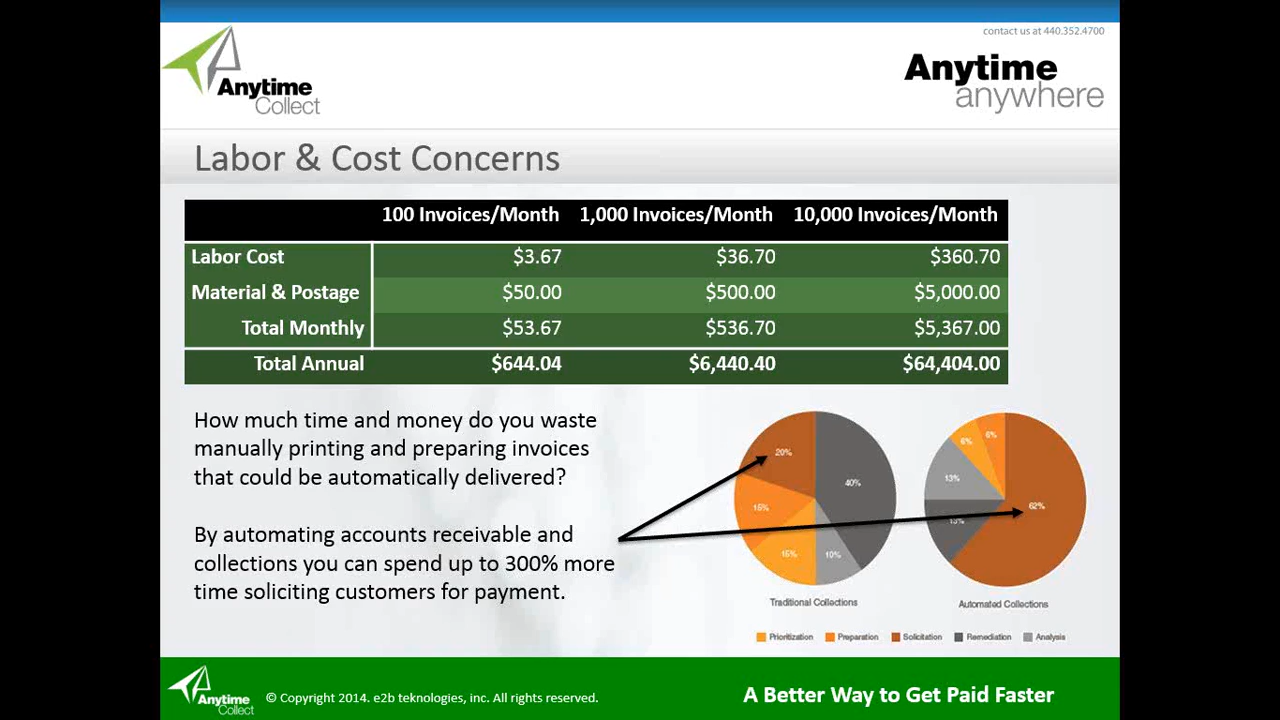 contact us at 440.352.4700
Anytime
Collect
Anytime
anywhere
Labor & Cost Concerns
100 Invoices/Month 1,000 Invoices/Month 10,000 Invoices/Month
Labor Cost $3.67 $36.70 $360.70
Material & Postage $50.00 $500.00 $5,000.00
Total Monthly $53.67 $536.70 $5,367.00
Total Annual $644.04 $6,440.40 $64,404.00
How much time and money do you waste
manually printing and preparing invoices
that could be automatically delivered?
By automating accounts receivable and
collections you can spend up to 300% more
time soliciting customers for payment.
20%
40%
15%
15%
10%
Traditional Collections
6%
6%
13%
62%
13%
Automated Collections
Prioritization Preparation Solicitation Remediation Analysis
Anytime
Collect
© Copyright 2014. e2b teknologies, inc. All rights reserved.
A Better Way to Get Paid Faster